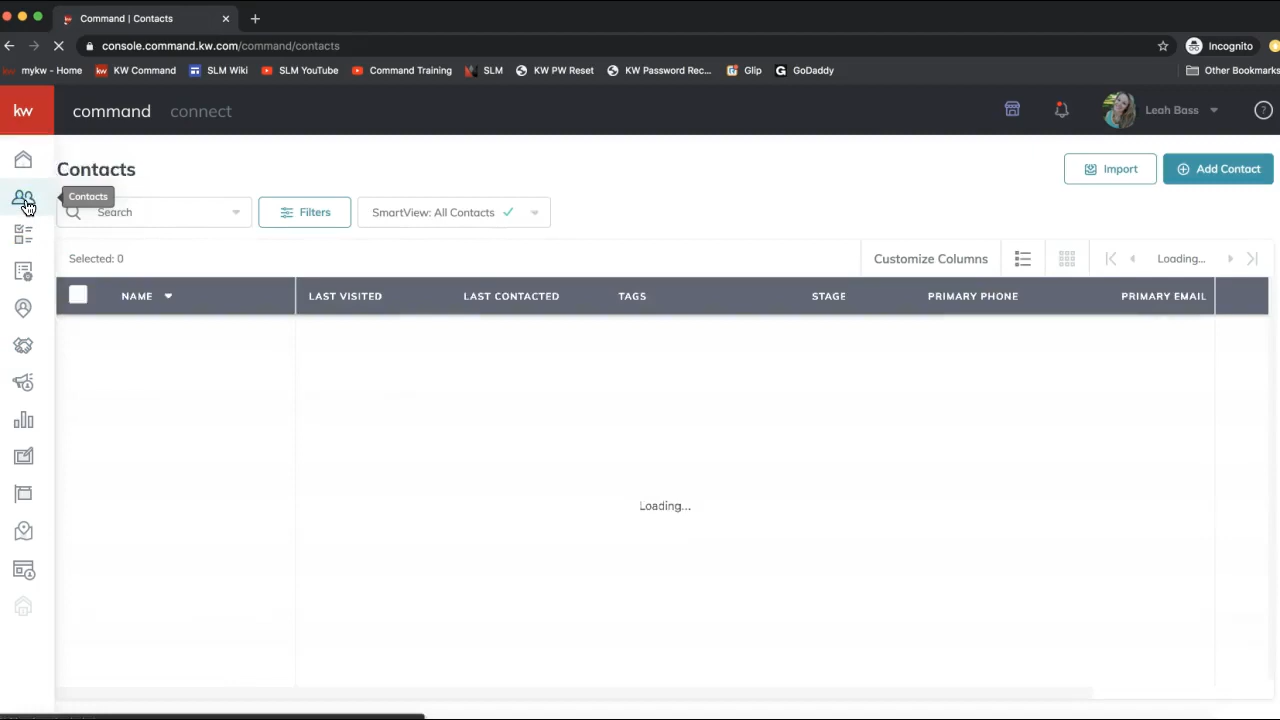 Command | Contacts
console.command.kw.com/command/contacts
Incognito
mykw - Home
KW Command
SLM Wiki
SLM YouTube
Command Training
SLM
KW PW Reset
KW Password Rec...
Glip
GoDaddy
Other Bookmarks
kw
command
connect
Leah Bass
Contacts
Import
Add Contact
Contacts
Search
Filters
SmartView: All Contacts
Selected: 0
Customize Columns
Loading...
NAME
LAST VISITED
LAST CONTACTED
TAGS
STAGE
PRIMARY PHONE
PRIMARY EMAIL
Loading...